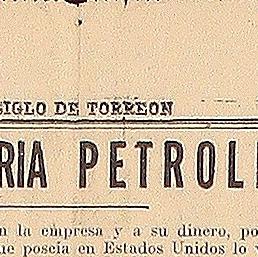 SIGLO DE TORREON
RIA PETROL
n la empresa y a su dinero, po
ue poseía en Estados Unidos lo v